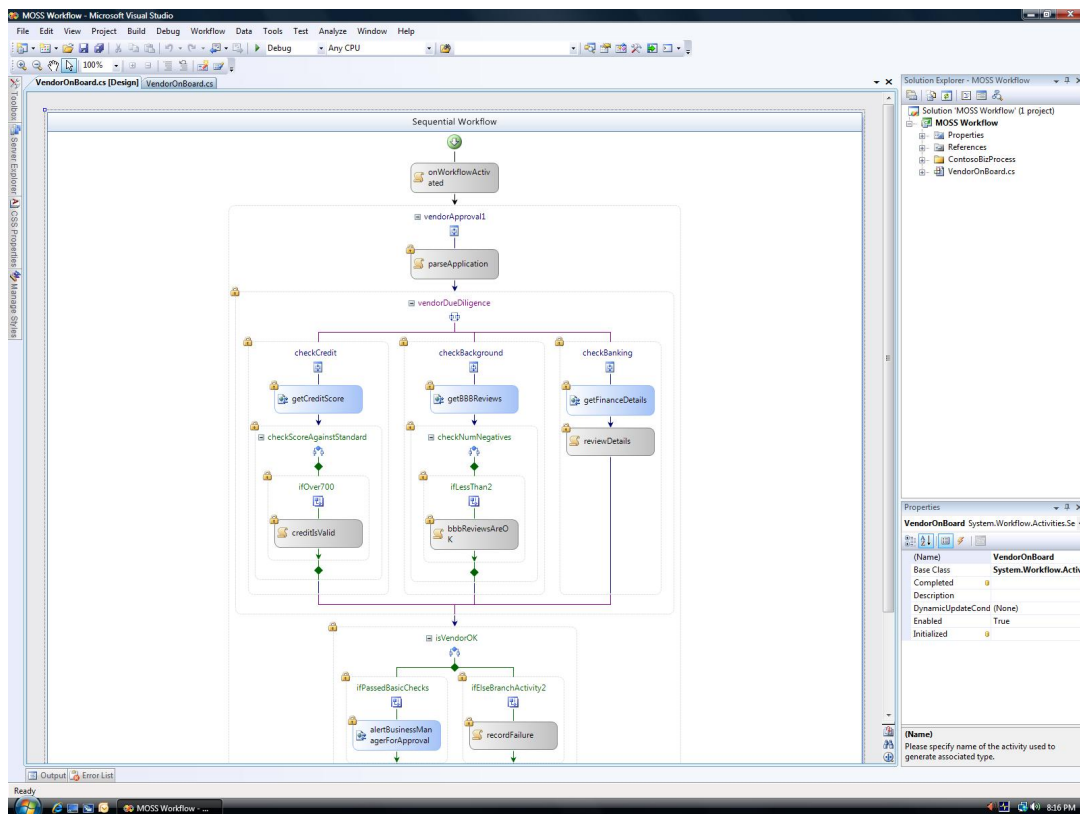 MOSS Workflow - Microsoft Visual Studio
File Edit View Project Build Debug Workflow Data Tools Test Analyze Window Help
Debug Any CPU
100%
VendorOnBoard.cs [Design] VendorOnBoard.cs
Toolbox
Server Explorer
CSS Properties
Manage Styles
Sequential Workflow
onWorkflowActiv
ated
vendorApproval1
parseApplication
vendorDueDiligence
checkCredit checkBackground checkBanking
getCreditScore getBBBReviews getFinanceDetails
checkScoreAgainstStandard checkNumNegatives reviewDetails
ifOver700 ifLessThan2
creditIsValid bbbReviewsAreO
K
isVendorOK
ifPassedBasicChecks ifElseBranchActivity2
alertBusinessMan
agerForApproval
recordFailure
Solution Explorer - MOSS Workflow
Solution 'MOSS Workflow' (1 project)
MOSS Workflow
Properties
References
ContosoBizProcess
VendorOnBoard.cs
Properties
VendorOnBoard System.Workflow.Activities.Se
(Name) VendorOnBoard
Base Class System.Workflow.Activ
Completed
Description
DynamicUpdateCond (None)
Enabled True
Initialized
(Name)
Please specify name of the activity used to
generate associated type.
Output Error List
Ready
MOSS Workflow - ...
8:16 PM